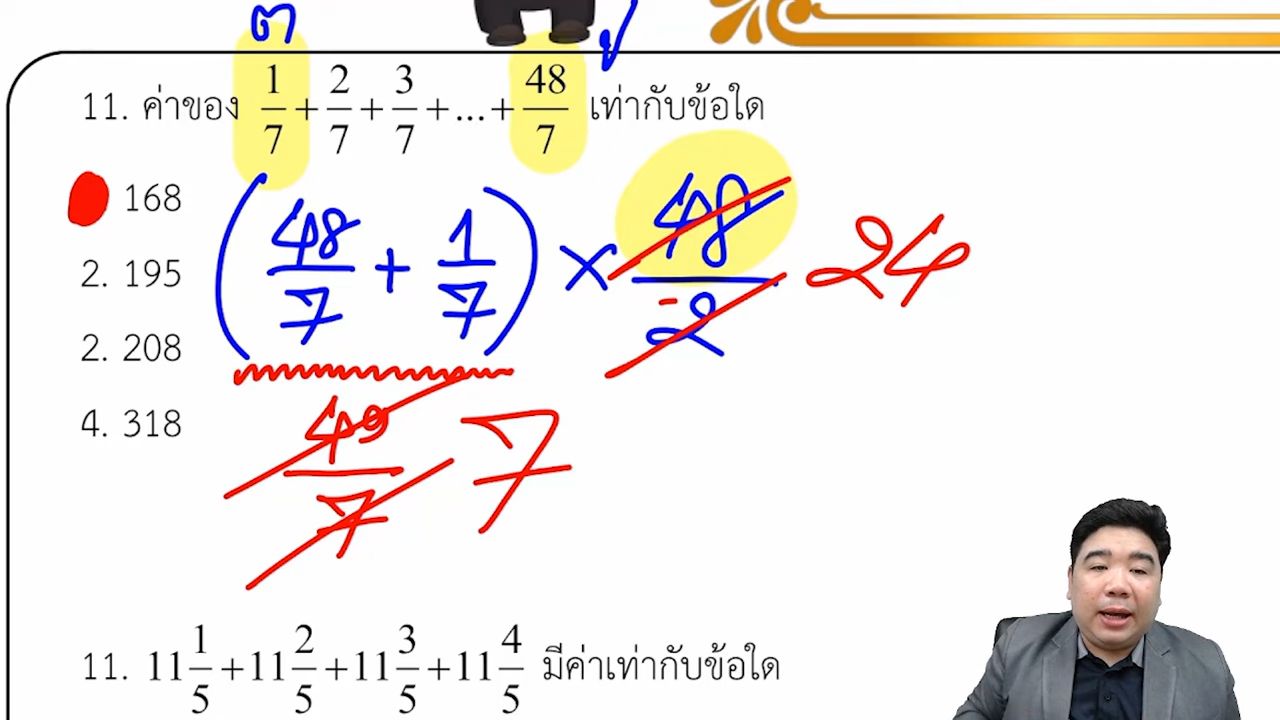 ต ป
11. ค่าของ 1/7 + 2/7 + 3/7 + ... + 48/7 เท่ากับข้อใด
168
2. 195
2. 208
4. 318
(48/7 + 1/7) × 48/2 24
49/7 7
11. 11 1/5 + 11 2/5 + 11 3/5 + 11 4/5 มีค่าเท่ากับข้อใด